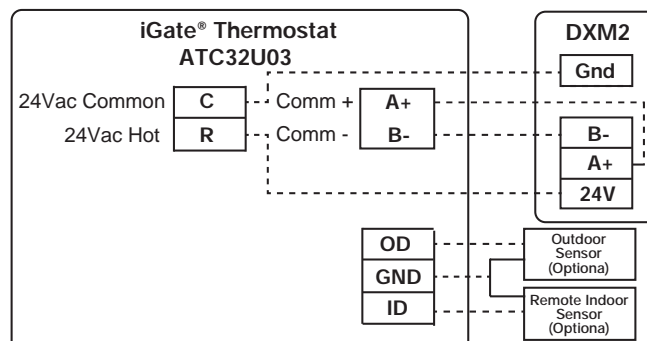 iGate® Thermostat
ATC32U03
DXM2
Gnd
24Vac Common
C
Comm +
A+
24Vac Hot
R
Comm -
B-
B-
A+
24V
OD
GND
ID
Outdoor
Sensor
(Optiona)
Remote Indoor
Sensor
(Optiona)